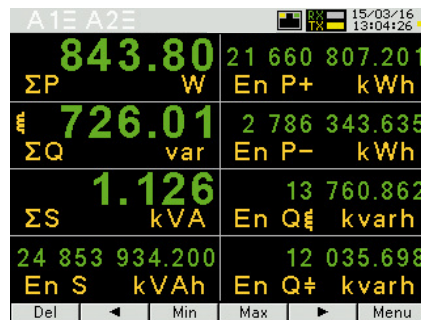 A1 A2 RX TX 15/03/16 13:04:26
843.80 21 660 807.201
ΣP W En P+ kWh
726.01 2 786 343.635
ΣQ var En P− kWh
1.126 13 760.862
ΣS kVA En Q kvarh
24 853 934.200 12 035.698
En S kVAh En Q kvarh
Del ◄ Min Max ► Menu